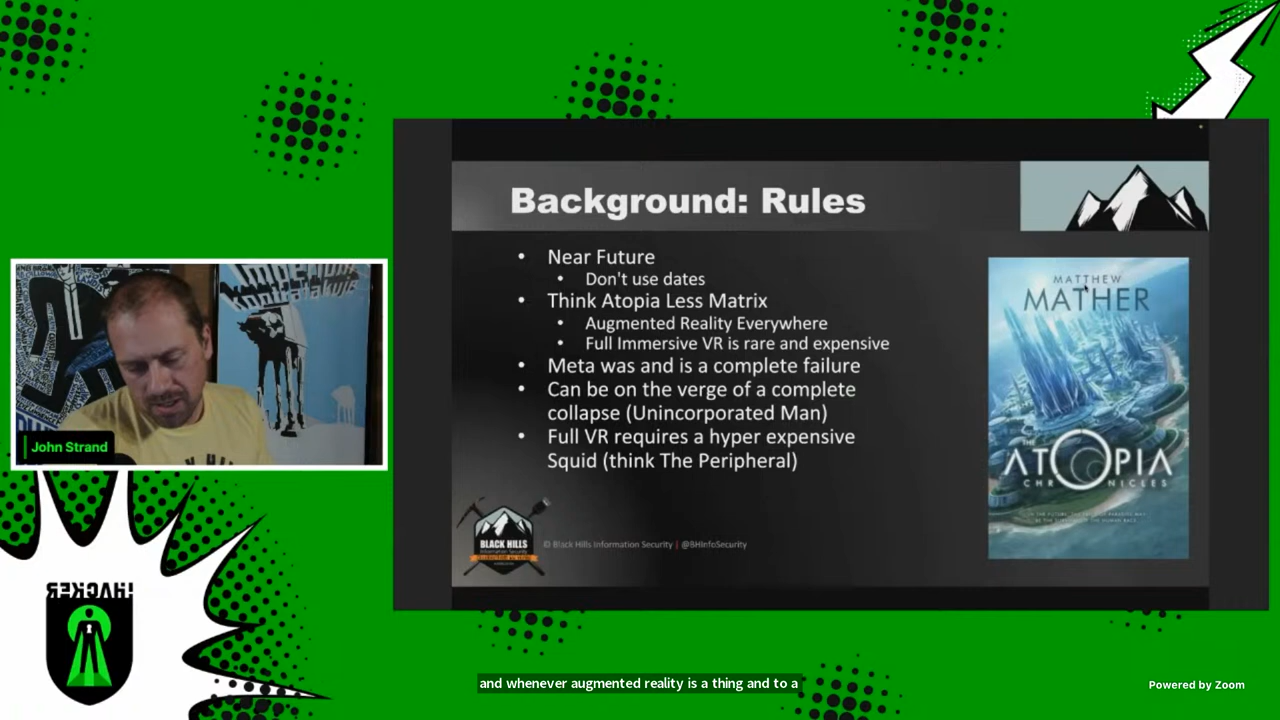 Background: Rules
• Near Future
• Don't use dates
• Think Atopia Less Matrix
• Augmented Reality Everywhere
• Full Immersive VR is rare and expensive
• Meta was and is a complete failure
• Can be on the verge of a complete
collapse (Unincorporated Man)
• Full VR requires a hyper expensive
Squid (think The Peripheral)
MATTHEW
MATHER
THE
ATOPIA
CHRONICLES
BLACK HILLS
Information Security
© Black Hills Information Security | @BHInfoSecurity
John Strand
and whenever augmented reality is a thing and to a
Powered by Zoom